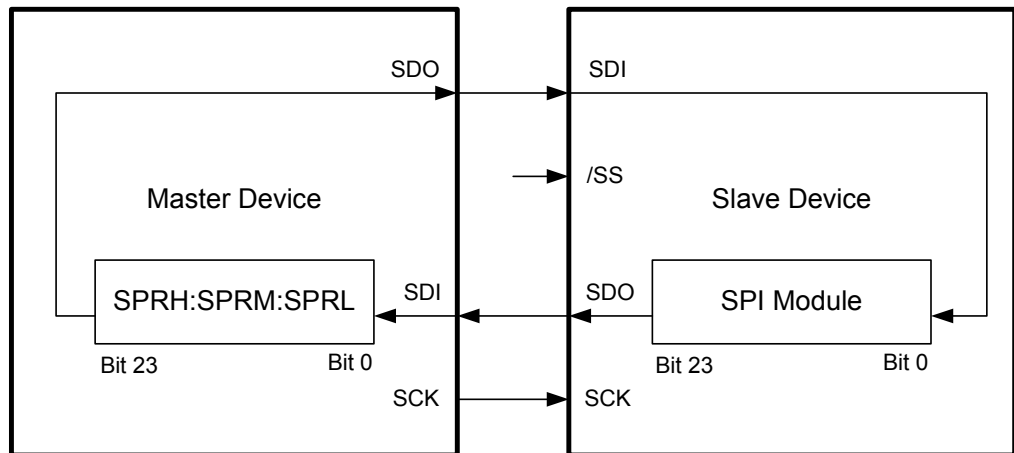 SDO SDI
/SS
Master Device Slave Device
SPRH:SPRM:SPRL SDI SDO SPI Module
Bit 23 Bit 0 Bit 23 Bit 0
SCK SCK